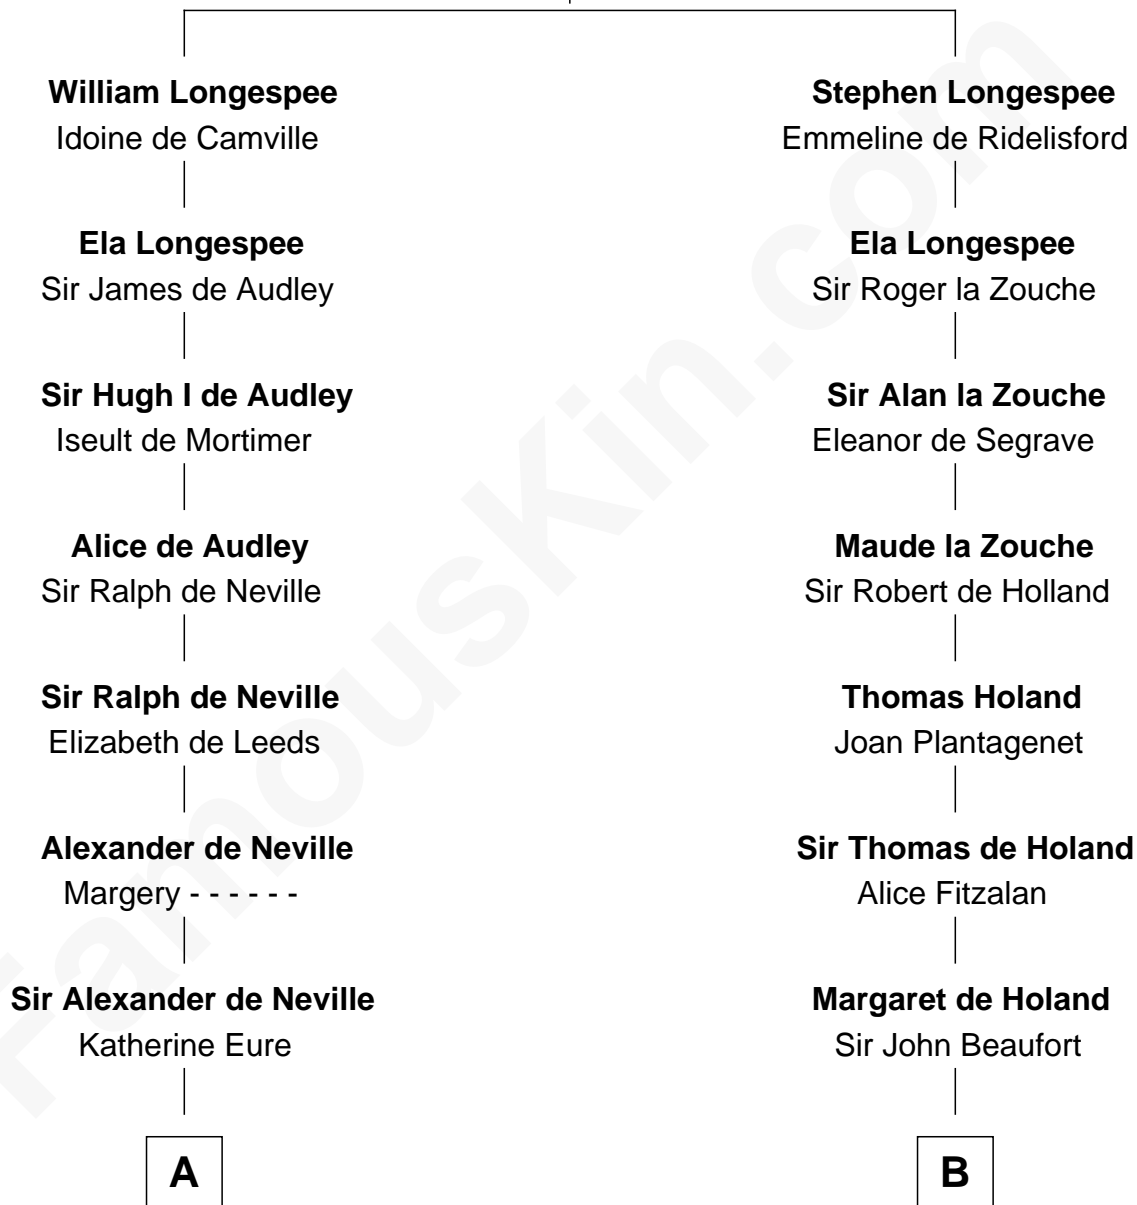 William Longespee
Idoine de Camville
Ela Longespee
Sir James de Audley
Sir Hugh I de Audley
Iseult de Mortimer
Alice de Audley
Sir Ralph de Neville
Sir Ralph de Neville
Elizabeth de Leeds
Alexander de Neville
Margery - - - - - -
Sir Alexander de Neville
Katherine Eure
A
Stephen Longespee
Emmeline de Ridelisford
Ela Longespee
Sir Roger la Zouche
Sir Alan la Zouche
Eleanor de Segrave
Maude la Zouche
Sir Robert de Holland
Thomas Holand
Joan Plantagenet
Sir Thomas de Holand
Alice Fitzalan
Margaret de Holand
Sir John Beaufort
B
FamousKin.com